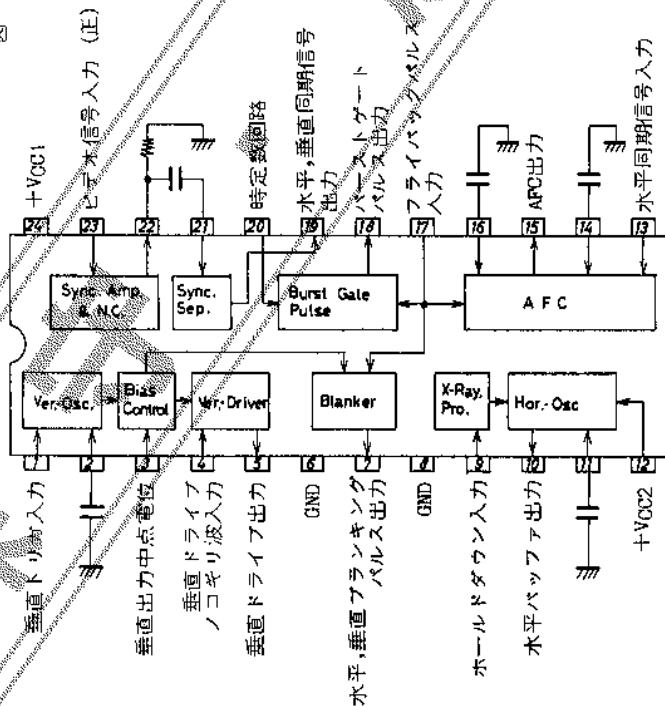 図
+VCC1
ビデオ信号入力 (正)
時定数回路
水平,垂直同期信号
出力
バーストゲート
パルス出力
フライバックパルス
入力
AFC出力
水平同期信号入力
24
23
22
21
20
19
18
17
16
15
14
13
Sync. Amp.
& N.C.
Sync.
Sep.
Burst Gate
Pulse
AFC
Ver.-Osc.
Bias
Control
Ver.-Driver
Blanker
X-Ray.
Pro.
Hor.-Osc
1
2
3
4
5
6
7
8
9
10
11
12
垂直トリガ入力
垂直出力中点電位
垂直ドライブ
ノコギリ波入力
垂直ドライブ出力
GND
水平,垂直ブランキング
パルス出力
GND
ホールドダウン入力
水平バッファ出力
+VCC2